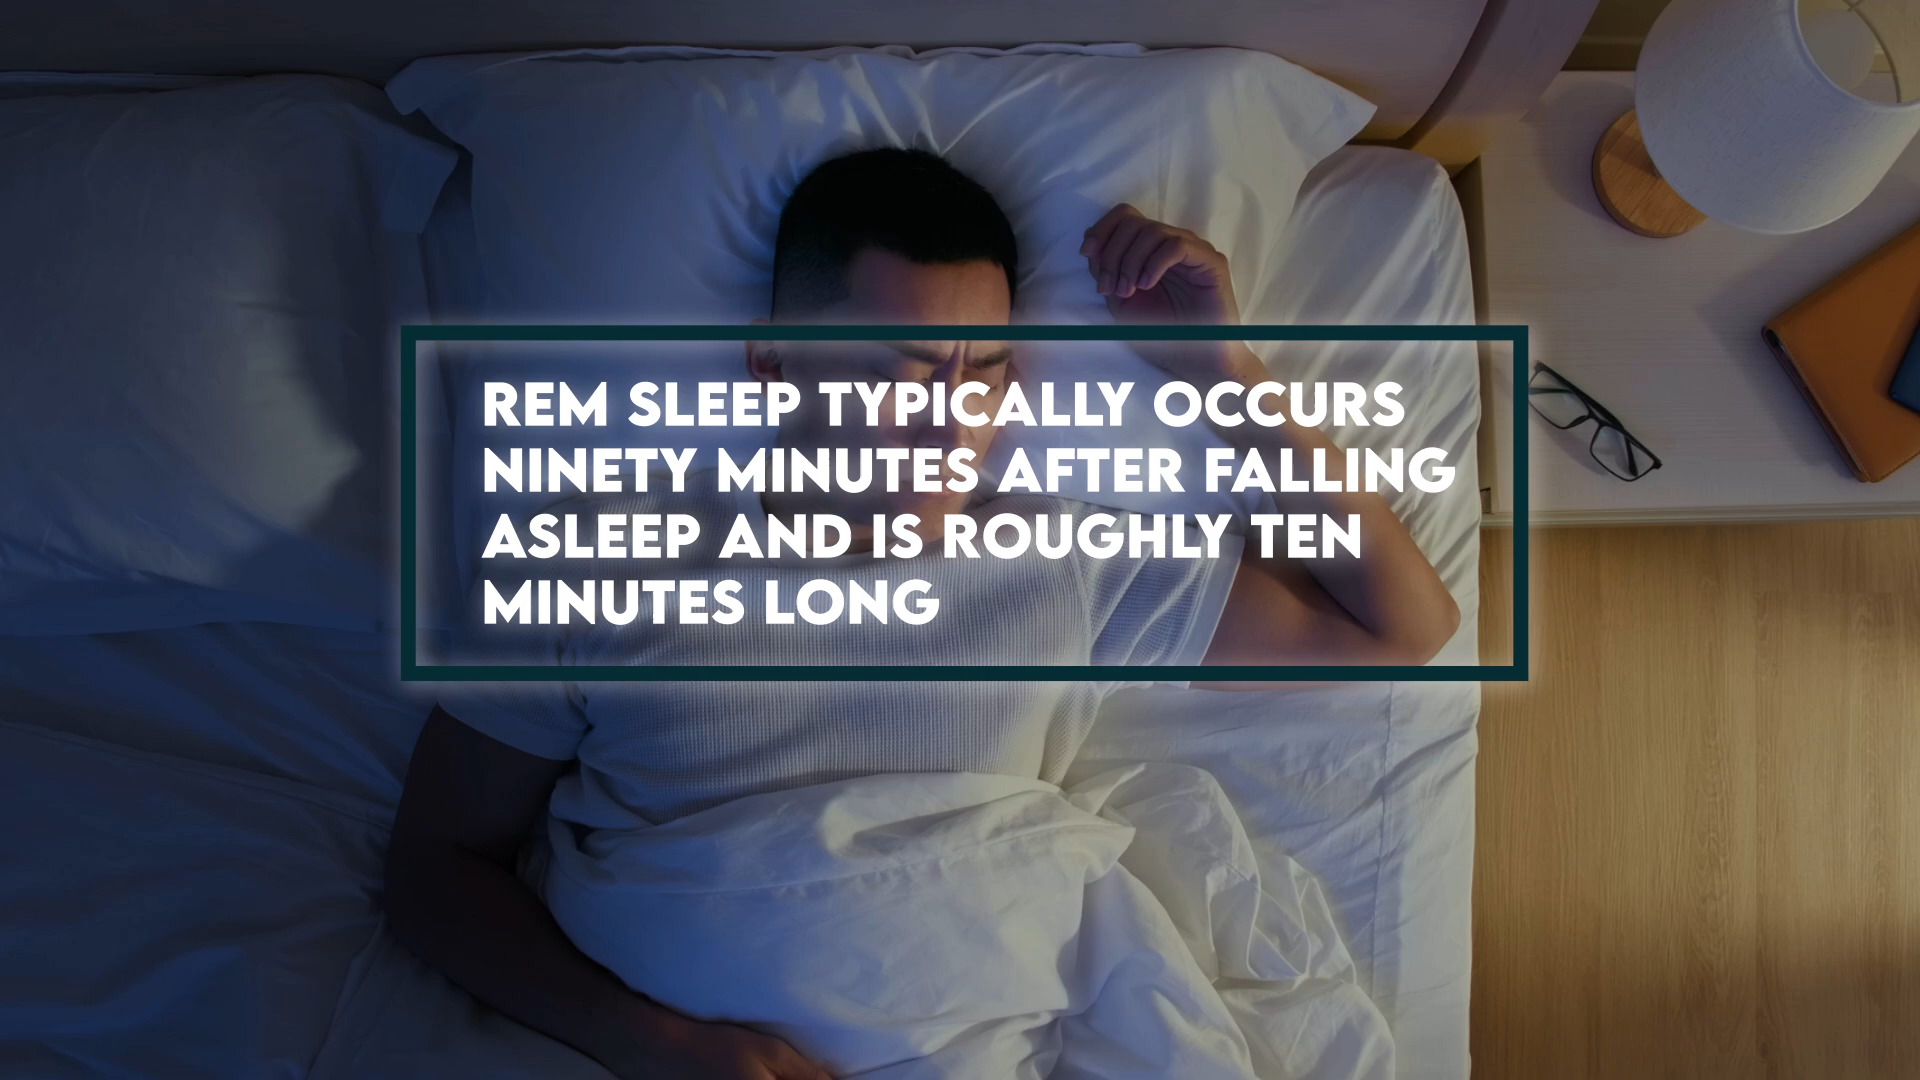 REM SLEEP TYPICALLY OCCURS
NINETY MINUTES AFTER FALLING
ASLEEP AND IS ROUGHLY TEN
MINUTES LONG